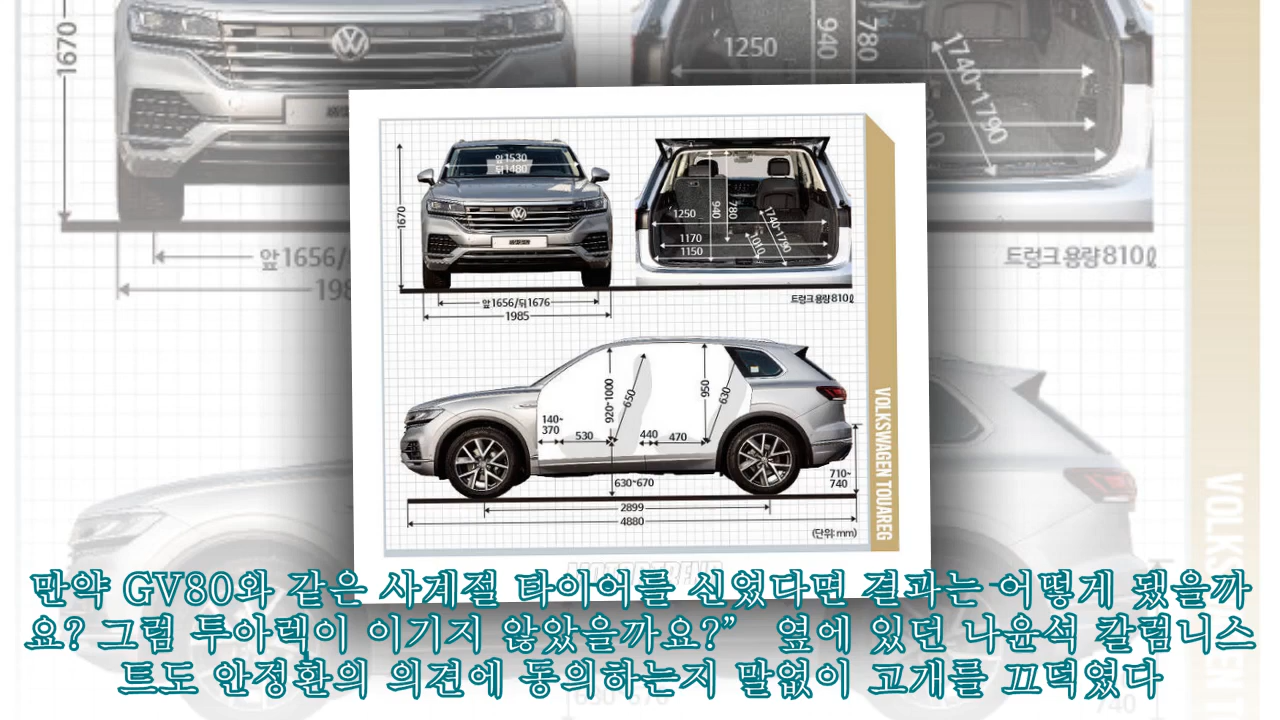 1670
앞1530
뒤1480
앞1656/뒤1676
1985
1250
940
780
1740~1790
1170
1010
1150
트렁크 용량 810ℓ
140~
370
530
920~1000
650
440
470
950
630
630~670
710~
740
2899
4880
(단위: mm)
VOLKSWAGEN TOUAREG
MOTORTREND
1670
앞1656/
198
1250
940
780
1740~1790
1010
트렁크 용량 810ℓ
VOLKSWAGEN T
만약 GV80와 같은 사계절 타이어를 신었다면 결과는 어떻게 됐을까
요? 그럼 투아렉이 이기지 않았을까요?” 옆에 있던 나윤석 칼럼니스
트도 안정환의 의견에 동의하는지 말없이 고개를 끄덕였다